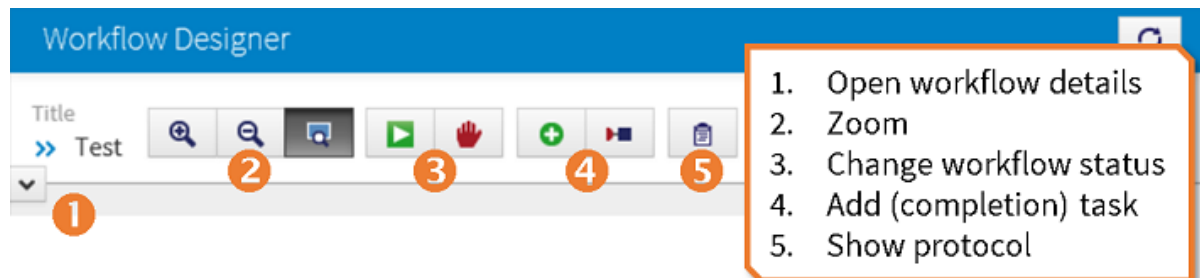 Workflow Designer
Title
>> Test
1
2
3
4
5
1. Open workflow details
2. Zoom
3. Change workflow status
4. Add (completion) task
5. Show protocol